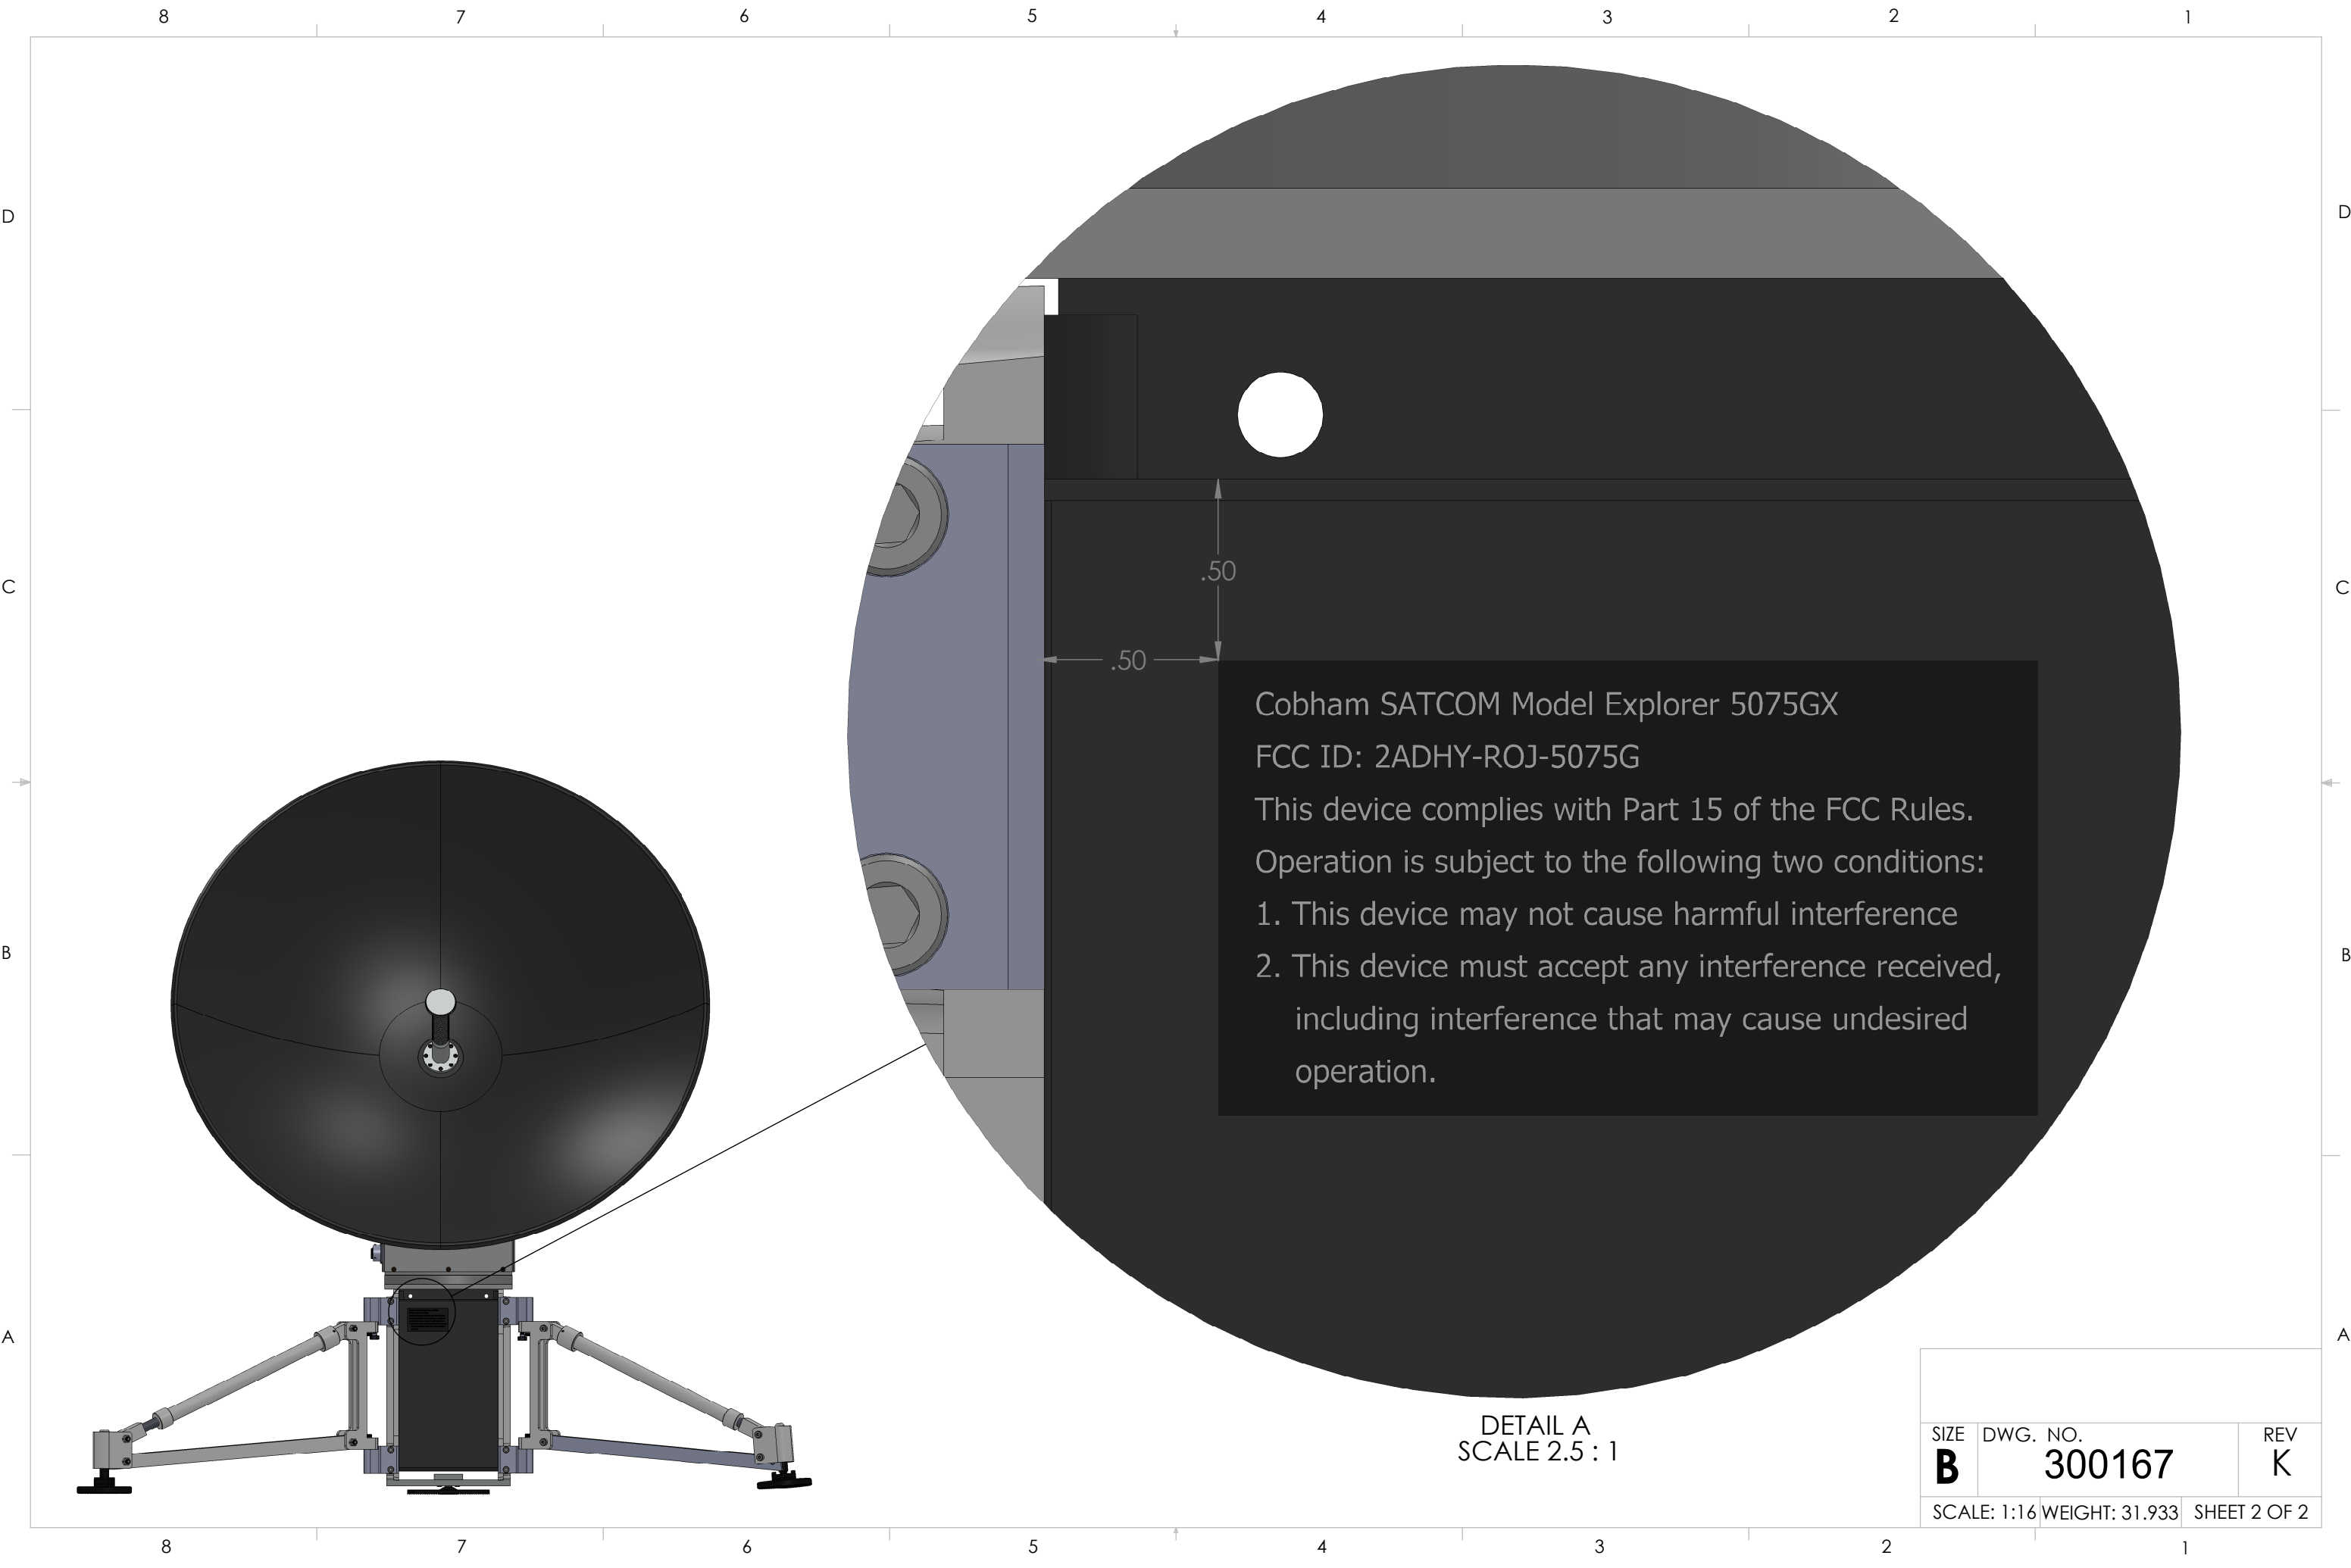 8 7 6 5 4 3 2 1
D D
C C
B B
A A
.50
.50
Cobham SATCOM Model Explorer 5075GX
FCC ID: 2ADHY-ROJ-5075G
This device complies with Part 15 of the FCC Rules.
Operation is subject to the following two conditions:
1. This device may not cause harmful interference
2. This device must accept any interference received,
including interference that may cause undesired
operation.
DETAIL A
SCALE 2.5 : 1
SIZE DWG. NO. REV
B 300167 K
SCALE: 1:16 WEIGHT: 31.933 SHEET 2 OF 2
8 7 6 5 4 3 2 1